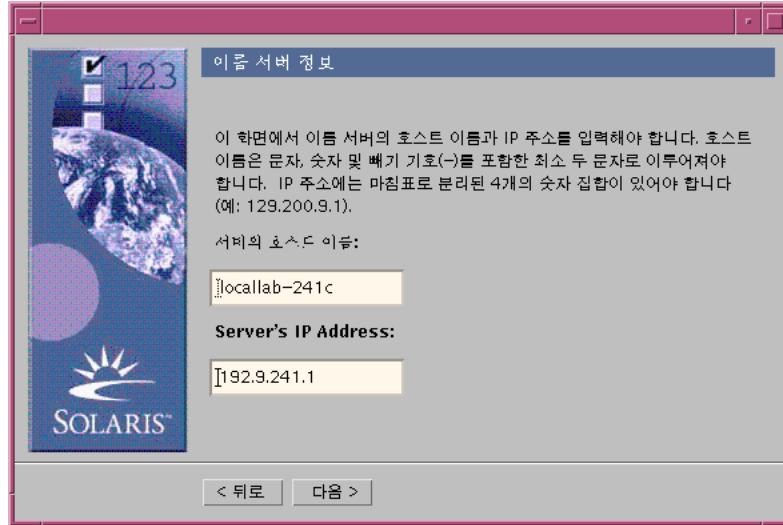 123
이름 서버 정보
이 화면에서 이름 서버의 호스트 이름과 IP 주소를 입력해야 합니다. 호스트
이름은 문자, 숫자 및 빼기 기호(-)를 포함한 최소 두 문자로 이루어져야
합니다. IP 주소에는 마침표로 분리된 4개의 숫자 집합이 있어야 합니다
(예: 129.200.9.1).
서버의 호스트 이름:
locallab-241c
Server's IP Address:
192.9.241.1
SOLARIS™
< 뒤로
다음 >